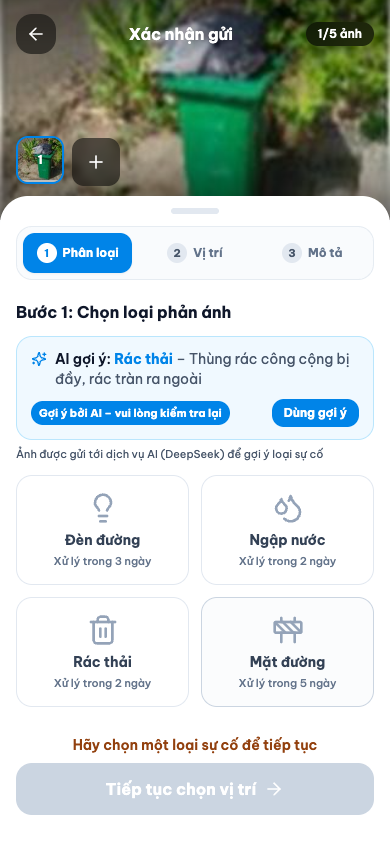 Xác nhận gửi
1/5 ảnh
1
1 Phân loại
2 Vị trí
3 Mô tả
Bước 1: Chọn loại phản ánh
AI gợi ý: Rác thải – Thùng rác công cộng bị
đầy, rác tràn ra ngoài
Gợi ý bởi AI – vui lòng kiểm tra lại
Dùng gợi ý
Ảnh được gửi tới dịch vụ AI (DeepSeek) để gợi ý loại sự cố
Đèn đường
Xử lý trong 3 ngày
Ngập nước
Xử lý trong 2 ngày
Rác thải
Xử lý trong 2 ngày
Mặt đường
Xử lý trong 5 ngày
Hãy chọn một loại sự cố để tiếp tục
Tiếp tục chọn vị trí →